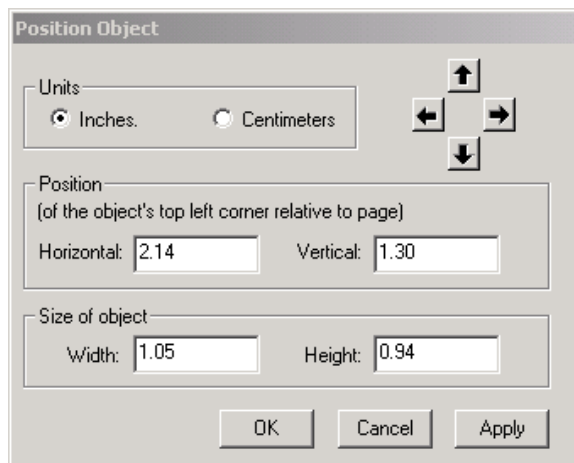 Position Object
Units
Inches.
Centimeters
Position
(of the object's top left corner relative to page)
Horizontal: 2.14 Vertical: 1.30
Size of object
Width: 1.05 Height: 0.94
OK Cancel Apply